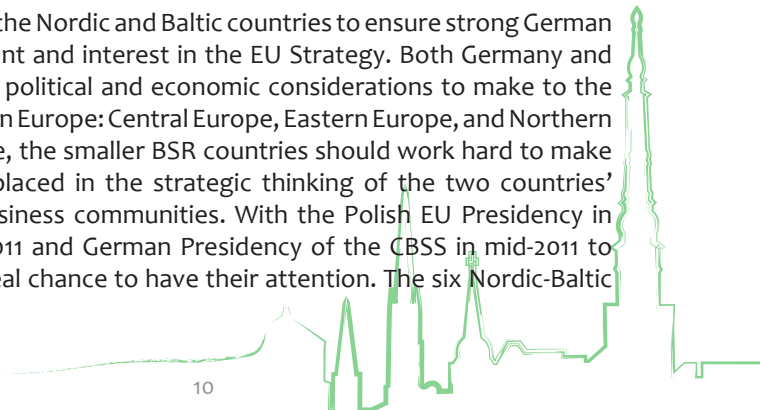 the Nordic and Baltic countries to ensure strong German
nt and interest in the EU Strategy. Both Germany and
political and economic considerations to make to the
n Europe: Central Europe, Eastern Europe, and Northern
e, the smaller BSR countries should work hard to make
placed in the strategic thinking of the two countries’
siness communities. With the Polish EU Presidency in
011 and German Presidency of the CBSS in mid-2011 to
eal chance to have their attention. The six Nordic-Baltic
10